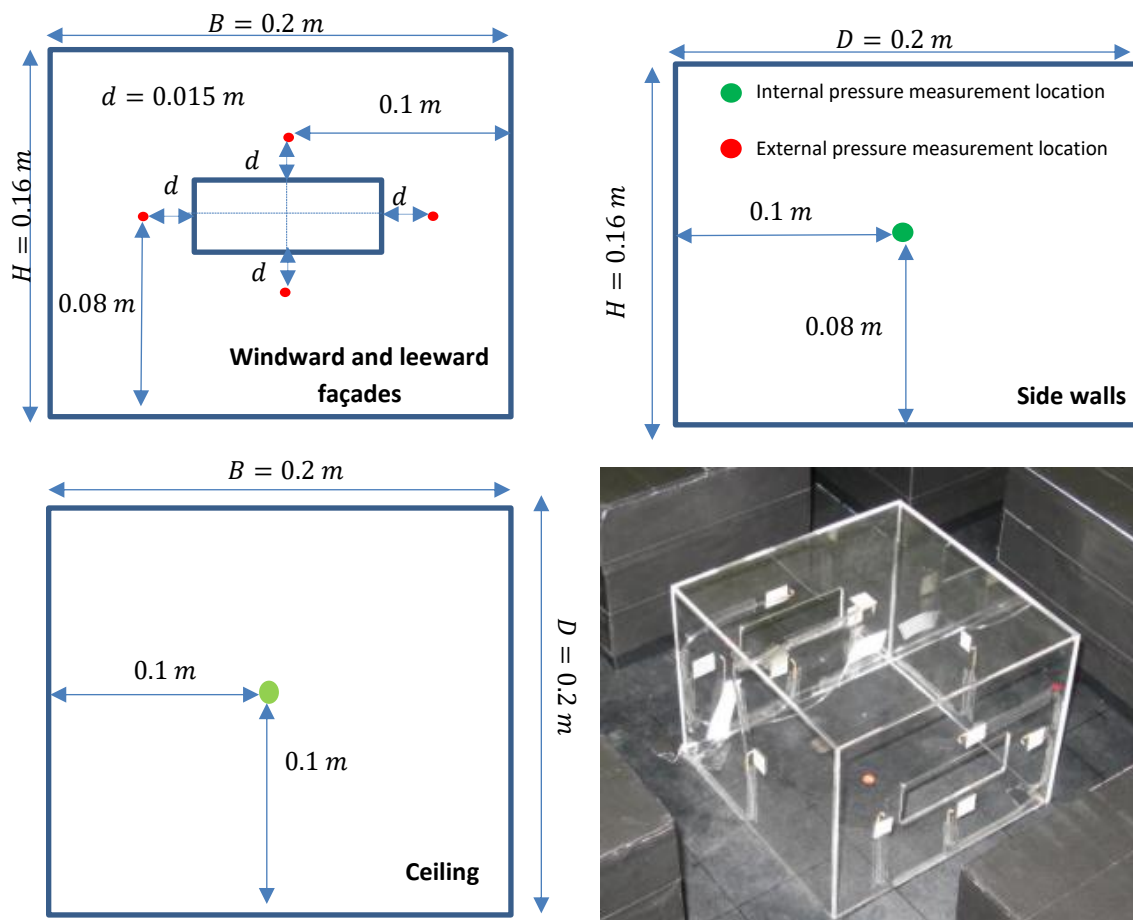 B = 0.2 m
d = 0.015 m
0.1 m
d
d
d
H = 0.16 m
0.08 m
d
Windward and leeward
façades
D = 0.2 m
Internal pressure measurement location
External pressure measurement location
0.1 m
H = 0.16 m
0.08 m
Side walls
B = 0.2 m
0.1 m
D = 0.2 m
0.1 m
Ceiling